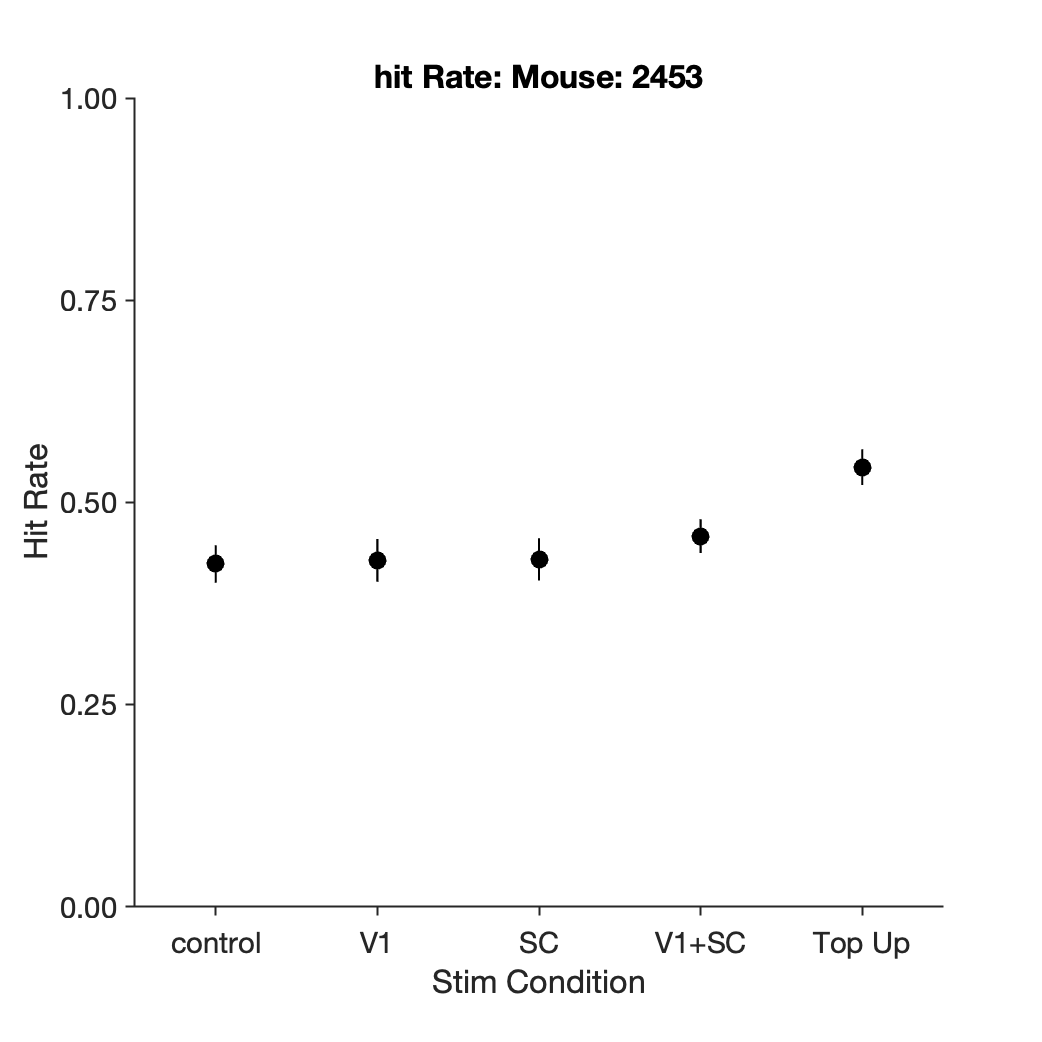 hit Rate: Mouse: 2453
1.00
0.75
0.50
0.25
0.00
Hit Rate
control V1 SC V1+SC Top Up
Stim Condition